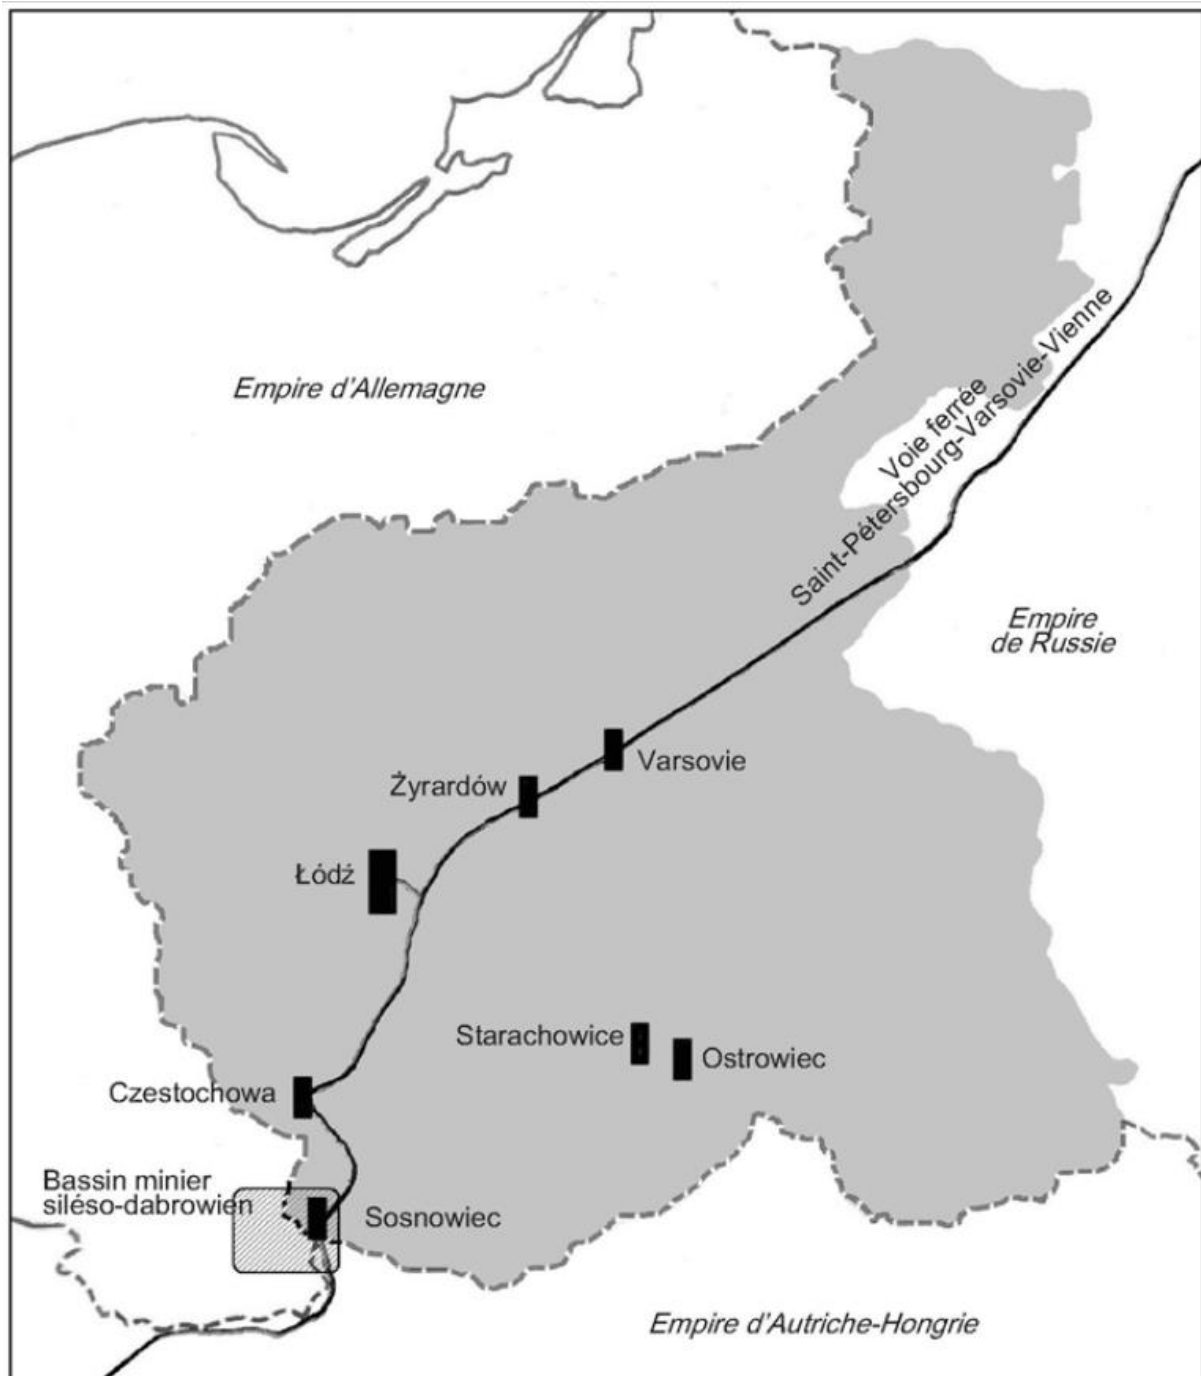 Empire d'Allemagne
Voie ferrée
Saint-Pétersbourg-Varsovie-Vienne
Empire
de Russie
Varsovie
Żyrardów
Łódź
Starachowice
Ostrowiec
Czestochowa
Bassin minier
siléso-dabrowien
Sosnowiec
Empire d'Autriche-Hongrie